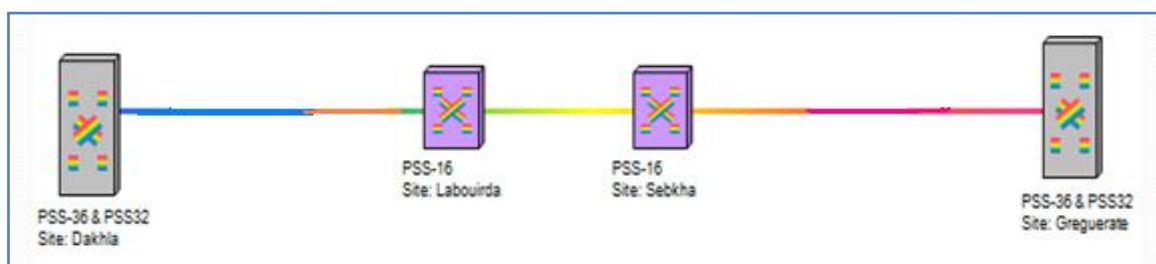 PSS-36 & PSS32
Site: Dakhla
PSS-16
Site: Labouirda
PSS-16
Site: Sebkha
PSS-36 & PSS32
Site: Greguerate